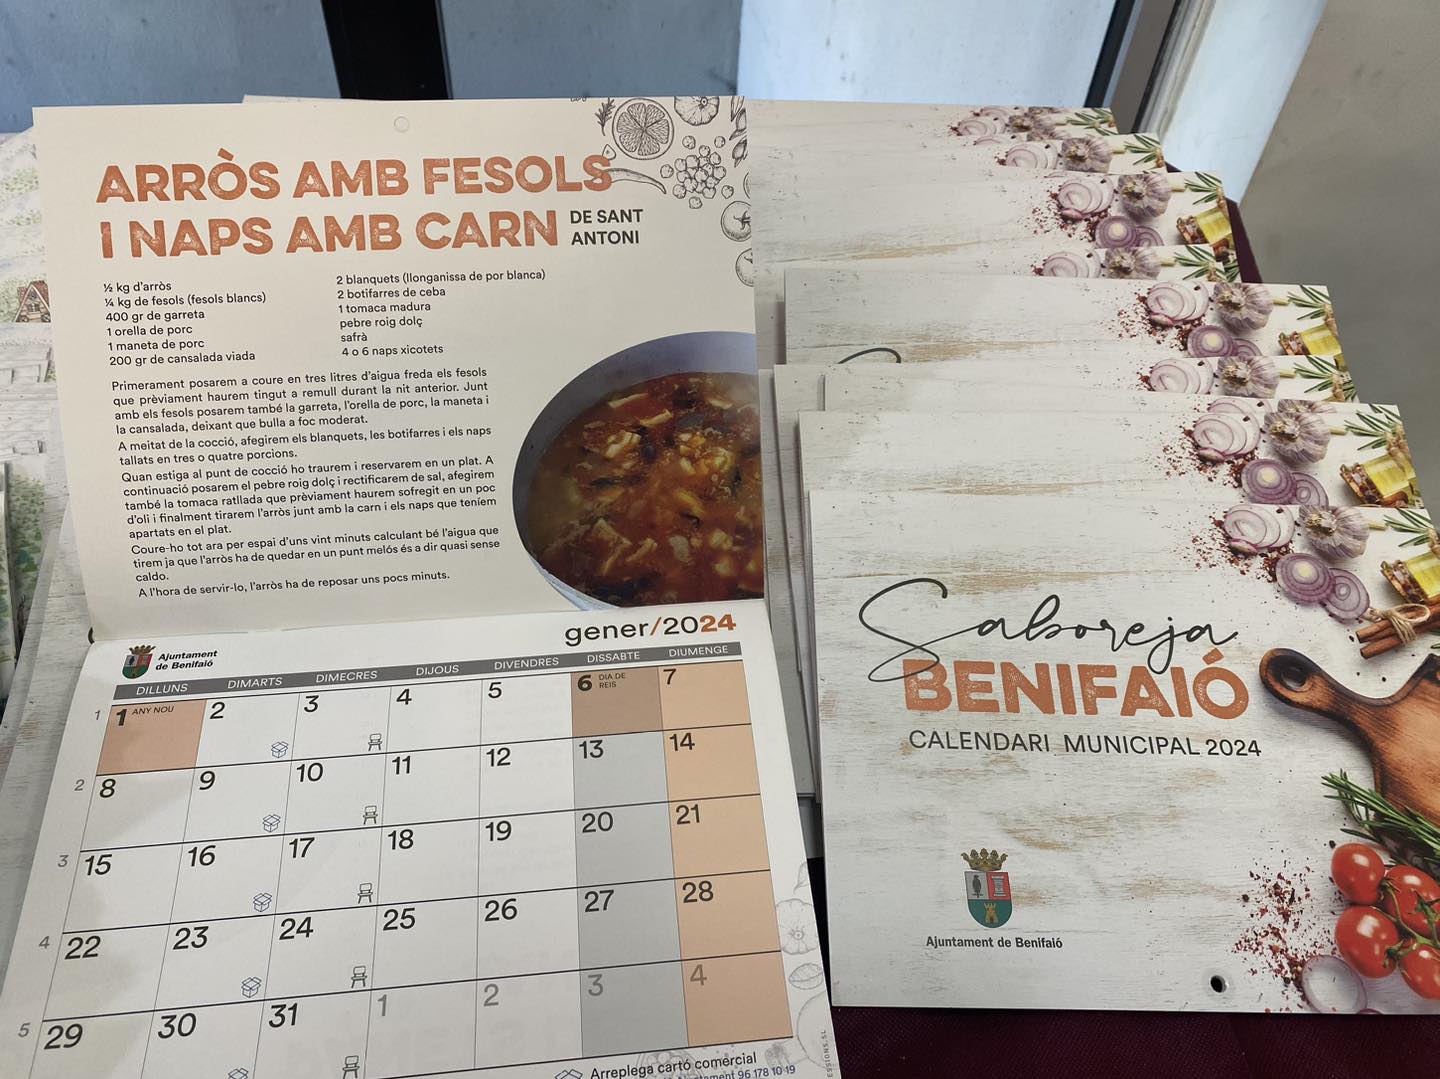 ARRÒS AMB FESOLS
I NAPS AMB CARN DE SANT
ANTONI
½ kg d'arròs
¼ kg de fesols (fesols blancs)
400 gr de garreta
1 orella de porc
1 maneta de porc
200 gr de cansalada viada
2 blanquets (llonganissa de por blanca)
2 botifarres de ceba
1 tomaca madura
pebre roig dolç
safrà
4 o 6 naps xicotets
Primerament posarem a coure en tres litres d'aigua freda els fesols
que prèviament haurem tingut a remull durant la nit anterior. Junt
amb els fesols posarem també la garreta, l'orella de porc, la maneta i
la cansalada, deixant que bulla a foc moderat.
A meitat de la cocció, afegirem els blanquets, les botifarres i els naps
tallats en tres o quatre porcions.
Quan estiga al punt de cocció ho traurem i reservarem en un plat. A
continuació posarem el pebre roig dolç i rectificarem de sal, afegirem
també la tomaca ratllada que prèviament haurem sofregit en un poc
d'oli i finalment tirarem l'arròs junt amb la carn i els naps que teníem
apartats en el plat.
Coure-ho tot ara per espai d'uns vint minuts calculant bé l'aigua que
tirem ja que l'arròs ha de quedar en un punt melós és a dir quasi sense
caldo.
A l'hora de servir-lo, l'arròs ha de reposar uns pocs minuts.
Ajuntament
de Benifaió
gener/2024
DILLUNS DIMARTS DIMECRES DIJOUS DIVENDRES DISSABTE DIUMENGE
1 1 ANY NOU 2 3 4 5 6 DIA DE REIS 7
2 8 9 10 11 12 13 14
3 15 16 17 18 19 20 21
4 22 23 24 25 26 27 28
5 29 30 31 1 2 3 4
Arreplega cartó comercial
Ajuntament 96 178 10 19
Saboreja
BENIFAIÓ
CALENDARI MUNICIPAL 2024
Ajuntament de Benifaió